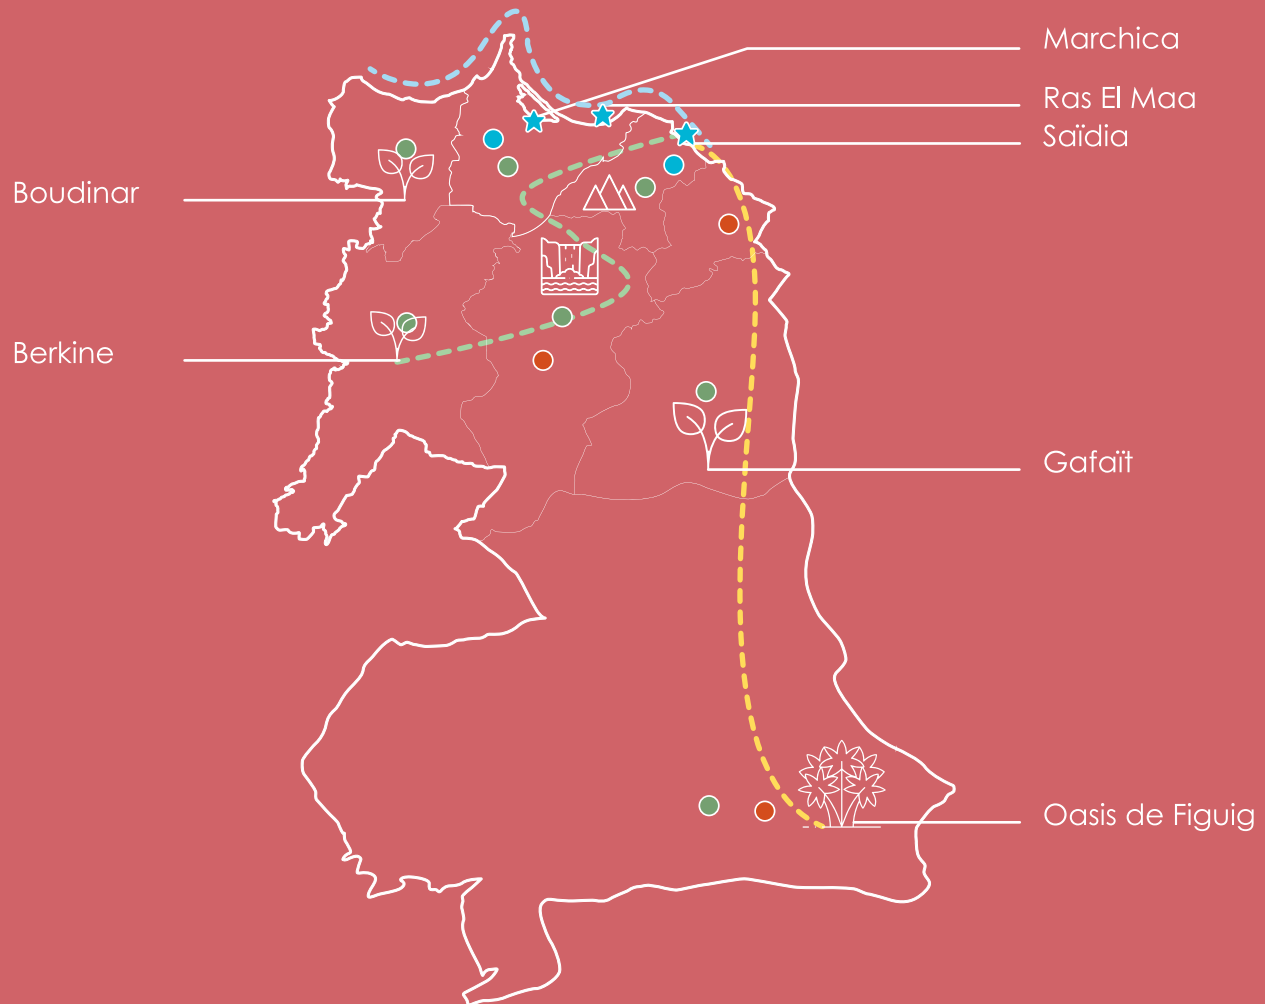 Marchica
Ras El Maa
Saïdia
Boudinar
Berkine
Gafaït
Oasis de Figuig